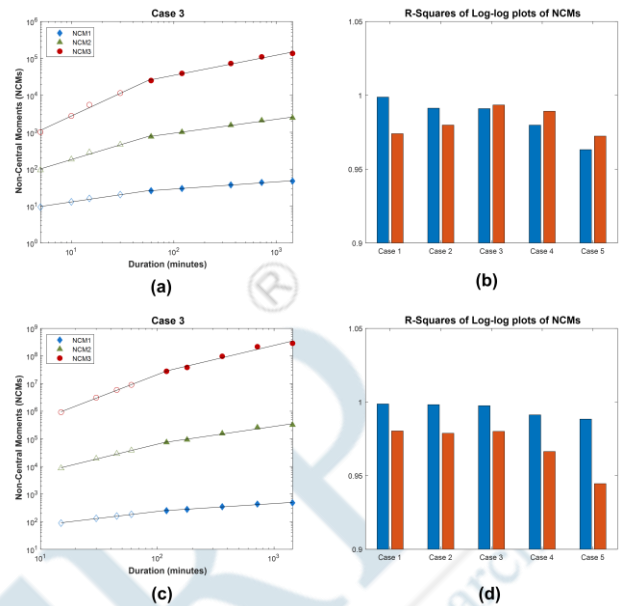 Case 3
NCM1
NCM2
NCM3
Non-Central Moments (NCMs)
10^6
10^5
10^4
10^3
10^2
10^1
10^0
10^1
10^2
10^3
Duration (minutes)
(a)
R-Squares of Log-log plots of NCMs
1.05
1
0.95
0.9
Case 1 Case 2 Case 3 Case 4 Case 5
(b)
®
Case 3
NCM1
NCM2
NCM3
Non-Central Moments (NCMs)
10^9
10^8
10^7
10^6
10^5
10^4
10^3
10^2
10^1
10^1
10^2
10^3
Duration (minutes)
(c)
R-Squares of Log-log plots of NCMs
1.05
1
0.95
0.9
Case 1 Case 2 Case 3 Case 4 Case 5
(d)